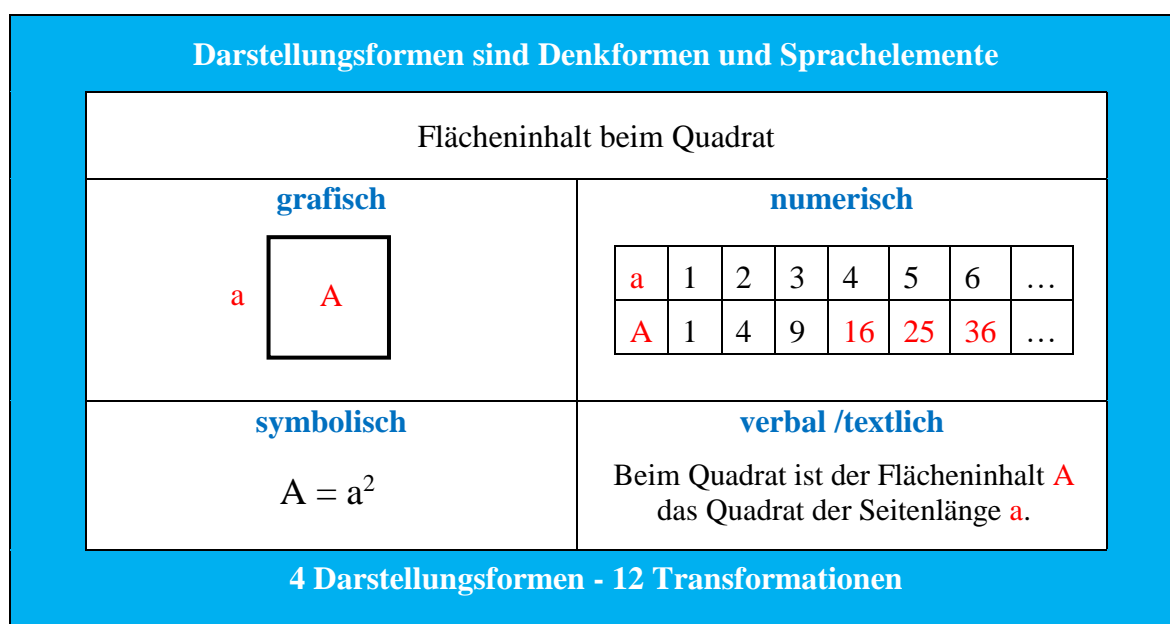 Darstellungsformen sind Denkformen und Sprachelemente
Flächeninhalt beim Quadrat
grafisch
a A
numerisch
a 1 2 3 4 5 6 …
A 1 4 9 16 25 36 …
symbolisch
A = a²
verbal /textlich
Beim Quadrat ist der Flächeninhalt A
das Quadrat der Seitenlänge a.
4 Darstellungsformen - 12 Transformationen